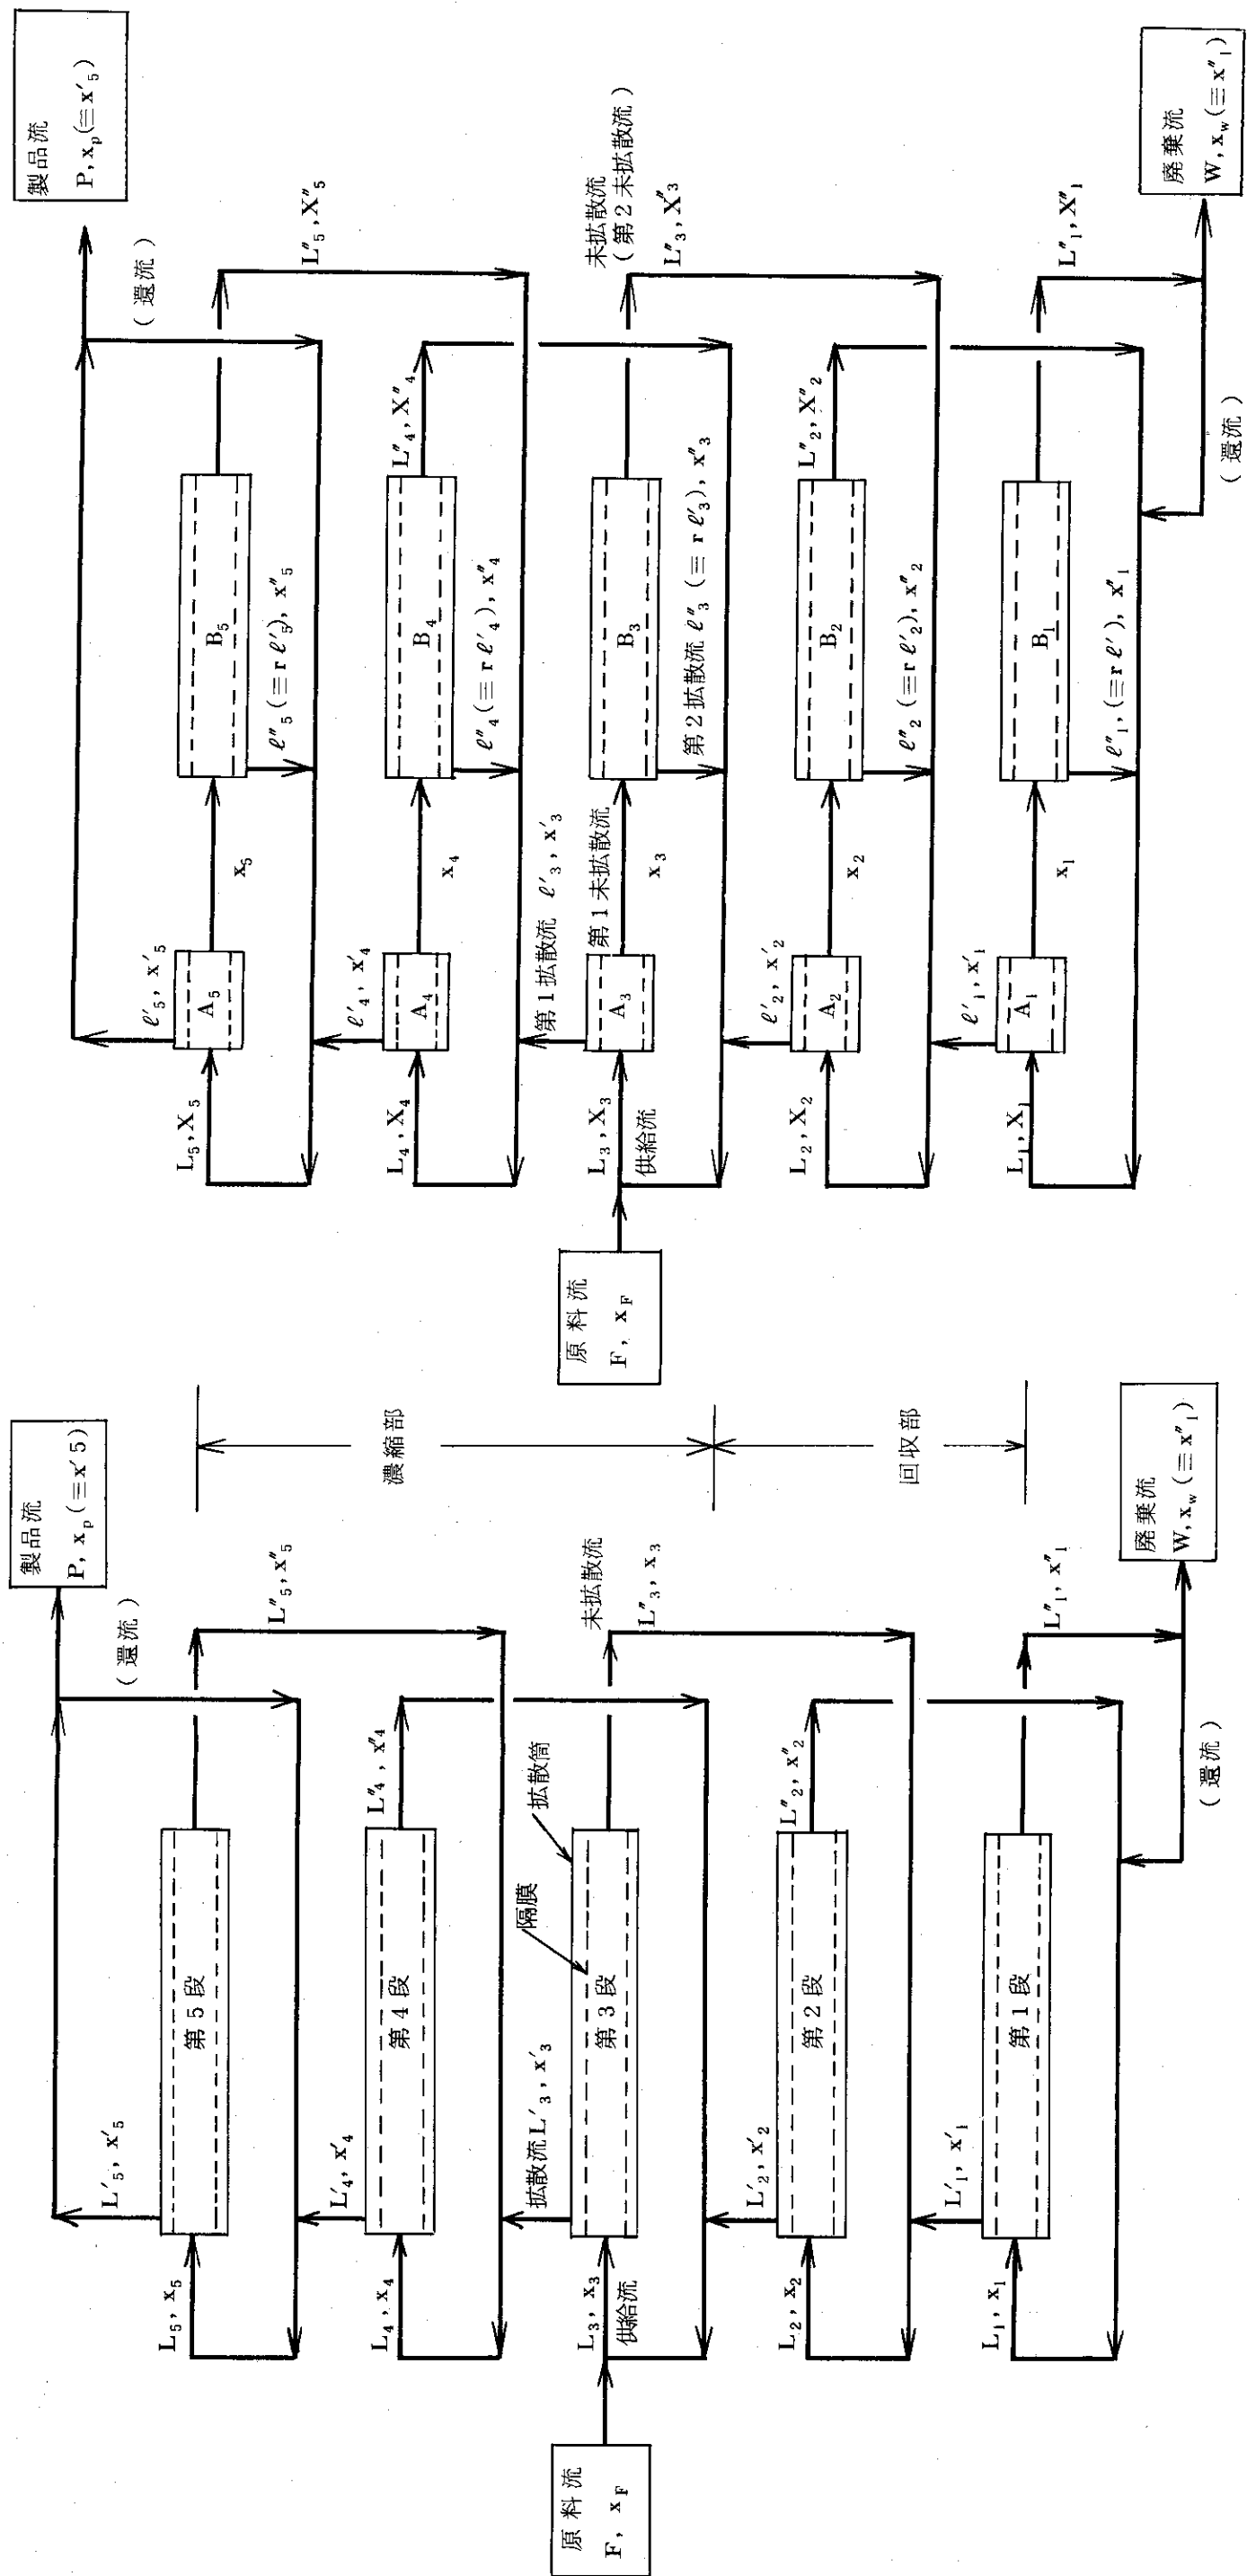 製品流
P, x_p(≡x'5)
(還流)
L'₅, x'₅
第5段
L₅, x₅
L″₅, x″₅
L'₄, x'₄
第4段
L₄, x₄
L″₄, x″₄
濃縮部
拡散筒
隔膜
拡散流 L'₃, x'₃
第3段
未拡散流
L″₃, x₃
L₃, x₃
供給流
原料流
F, x_F
L'₂, x'₂
第2段
L₂, x₂
L″₂, x″₂
回収部
L'₁, x'₁
第1段
L₁, x₁
L″₁, x″₁
(還流)
廃棄流
W, x_w(≡x″₁)
製品流
P, x_p(≡x'₅)
(還流)
ℓ'₅, x'₅
A₅
x₅
B₅
L₅, X₅
L″₅, X″₅
ℓ″₅(≡rℓ'₅), x″₅
ℓ'₄, x'₄
A₄
x₄
B₄
L₄, X₄
L″₄, X″₄
ℓ″₄(≡rℓ'₄), x″₄
第1拡散流 ℓ'₃, x'₃
第1未拡散流
A₃
x₃
B₃
未拡散流
(第2未拡散流)
L″₃, X″₃
L₃, X₃
供給流
原料流
F, x_F
第2拡散流 ℓ″₃(≡rℓ'₃), x″₃
ℓ'₂, x'₂
A₂
x₂
B₂
L₂, X₂
L″₂, X″₂
ℓ″₂(≡rℓ'₂), x″₂
ℓ'₁, x'₁
A₁
x₁
B₁
L₁, X₁
L″₁, X″₁
ℓ″₁, (≡rℓ'), x″₁
(還流)
廃棄流
W, x_w(≡x″₁)